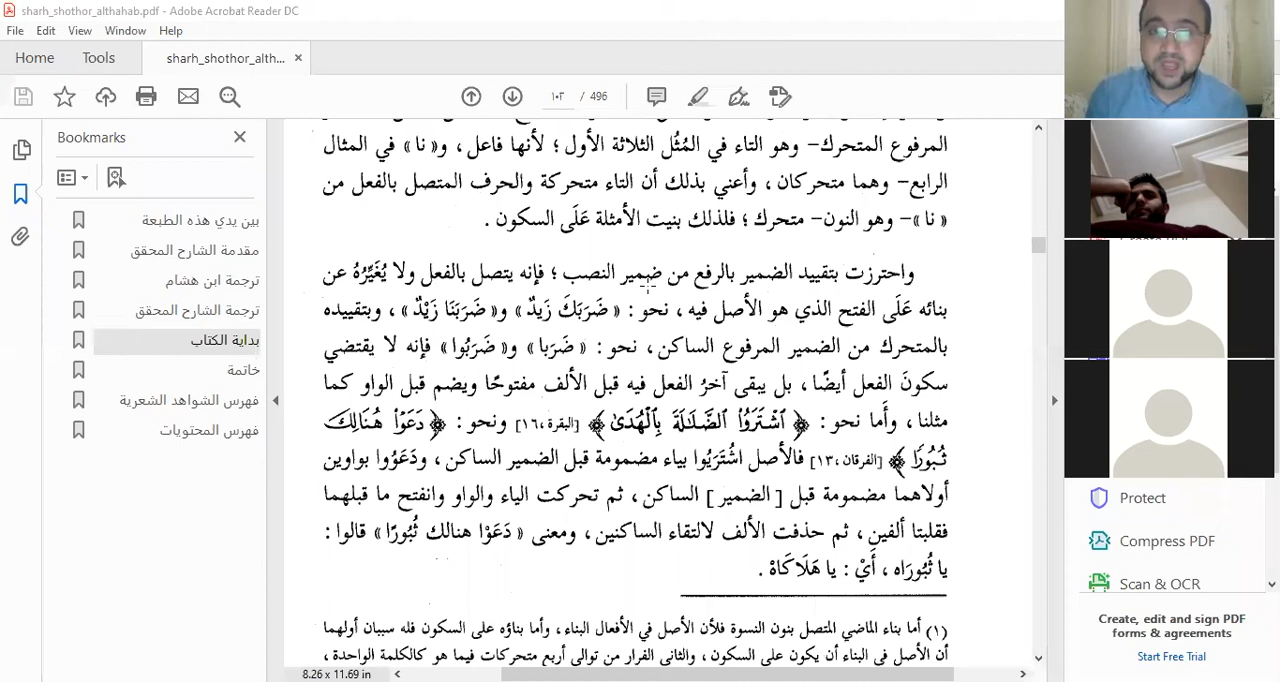 sharh_shothor_althahab.pdf - Adobe Acrobat Reader DC
File Edit View Window Help
Home Tools sharh_shothor_alth... ×
١٠٣ / 496
Bookmarks
بين يدي هذه الطبعة
مقدمة الشارح المحقق
ترجمة ابن هشام
ترجمة الشارح المحقق
بداية الكتاب
خاتمة
فهرس الشواهد الشعرية
فهرس المحتويات
المرفوع المتحرك– وهو التاء في المُثُل الثلاثة الأول ؛ لأنها فاعل، و« نا » في المثال
الرابع– وهما متحركان ، وأعني بذلك أن التاء متحركة والحرف المتصل بالفعل من
« نا »– وهو النون– متحرك ؛ فلذلك بنيت الأمثلة عَلَى السكون .
واحترزت بتقييد الضمير بالرفع من ضمير النصب ؛ فإنه يتصل بالفعل ولا يُغَيِّرُهُ عن
بنائه عَلَى الفتح الذي هو الأصل فيه ، نحو : « ضَرَبَكَ زَيدٌ » و« ضَرَبَنَا زَيْدٌ » ، وبتقييده
بالمتحرك من الضمير المرفوع الساكن ، نحو : « ضَرَبا » و« ضَرَبُوا » فإنه لا يقتضي
سكونَ الفعل أيضًا ، بل يبقى آخرُ الفعل فيه قبل الألف مفتوحًا ويضم قبل الواو كما
مثلنا ، وأَما نحو : ﴿ ٱشْتَرَوُا۟ ٱلضَّلَـٰلَةَ بِٱلْهُدَىٰ ﴾ [البقرة ، ١٦] ونحو : ﴿ دَعَوْا۟ هُنَالِكَ
ثُبُورًا ﴾ [الفرقان ، ١٣] فالأصل اشْتَرَيُوا بياء مضمومة قبل الضمير الساكن ، ودَعَوُوا بواوين
أولاهما مضمومة قبل [ الضمير ] الساكن ، ثم تحركت الياء والواو وانفتح ما قبلهما
فقلبتا ألفين ، ثم حذفت الألف لالتقاء الساكنين ، ومعنى « دَعَوْا هنالك ثُبُورًا » قالوا :
يا ثُبُورَاه ، أَيْ : يا هَلَاكَاهْ .
(١) أما بناء الماضي المتصل بنون النسوة فلأن الأصل في الأفعال البناء ، وأما بناؤه على السكون فله سببان أولهما
أن الأصل في البناء أن يكون على السكون ، والثاني الفرار من توالي أربع متحركات فيما هو كالكلمة الواحدة ،
8.26 x 11.69 in
Protect
Compress PDF
Scan & OCR
Create, edit and sign PDF
forms & agreements
Start Free Trial